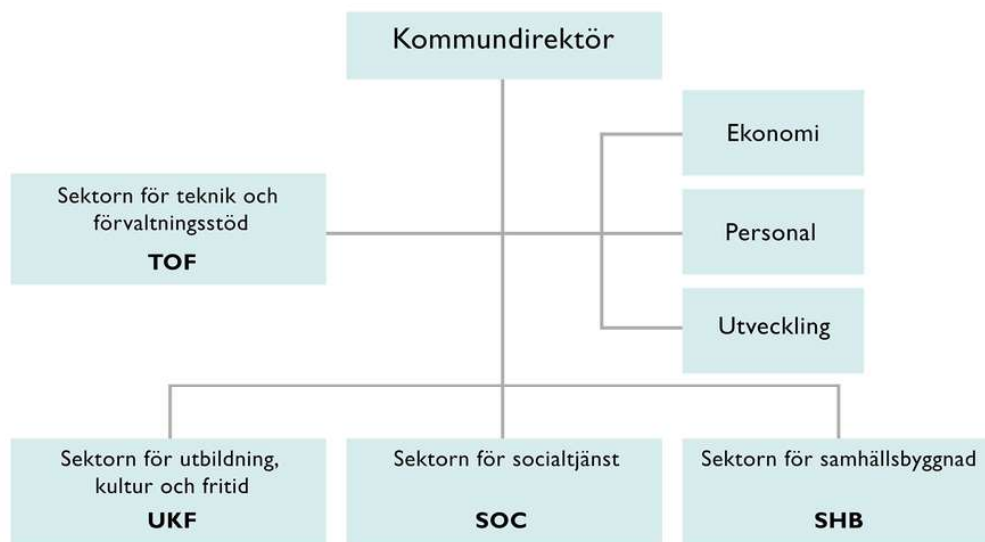 Kommundirektör
Ekonomi
Sektorn för teknik och
förvaltningsstöd
TOF
Personal
Utveckling
Sektorn för utbildning,
kultur och fritid
UKF
Sektorn för socialtjänst
SOC
Sektorn för samhällsbyggnad
SHB